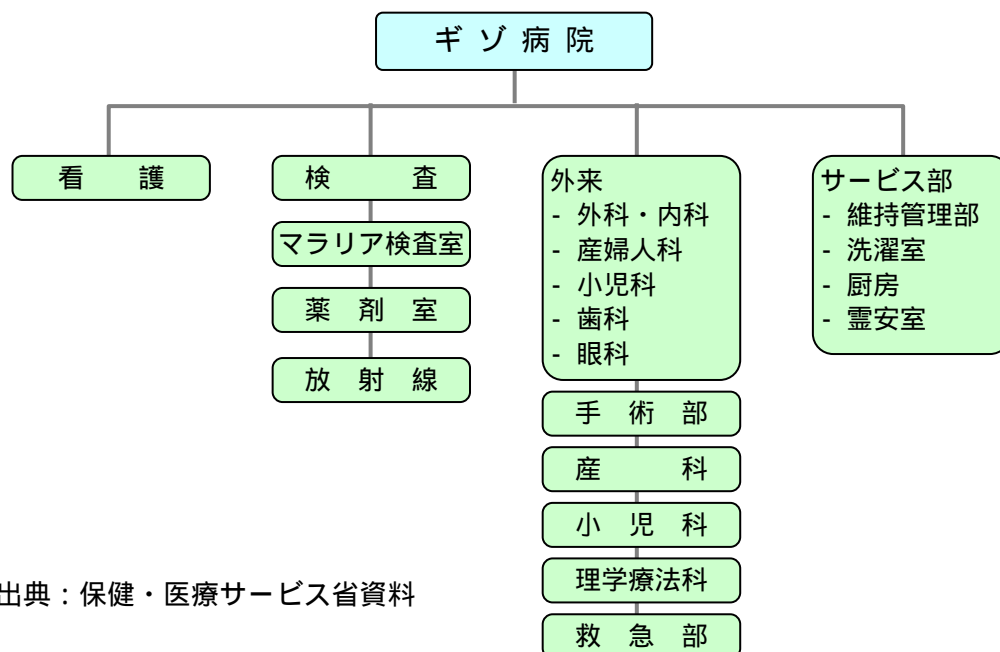 ギゾ病院
看護
検査
マラリア検査室
薬剤室
放射線
外来
- 外科・内科
- 産婦人科
- 小児科
- 歯科
- 眼科
手術部
産科
小児科
理学療法科
救急部
サービス部
- 維持管理部
- 洗濯室
- 厨房
- 霊安室
出典：保健・医療サービス省資料